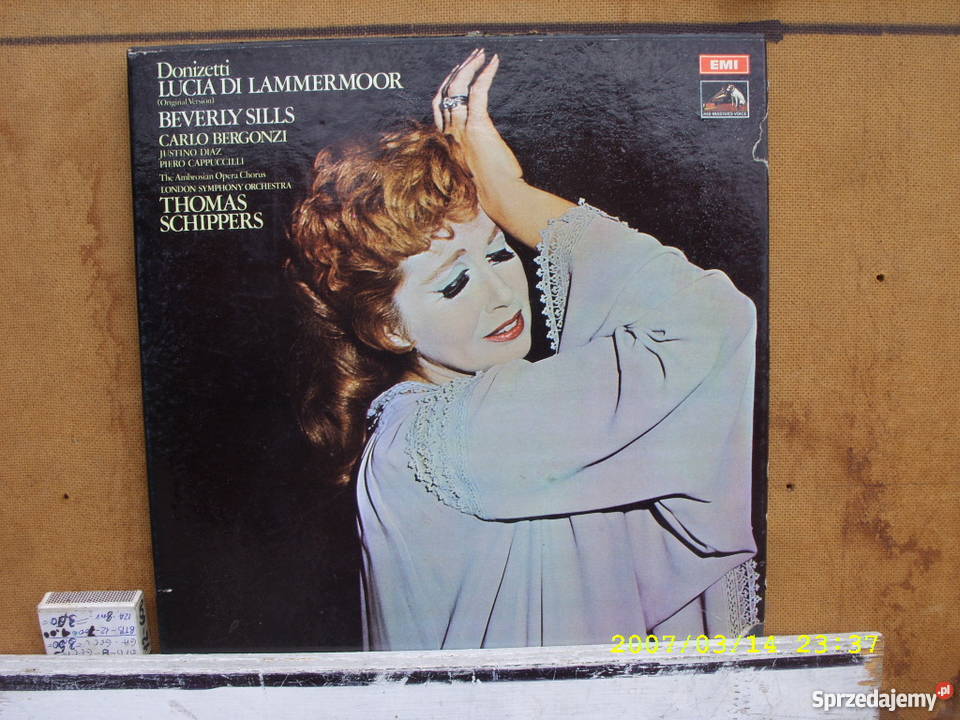 Donizetti
LUCIA DI LAMMERMOOR
(Original Version)
BEVERLY SILLS
CARLO BERGONZI
JUSTINO DIAZ
PIERO CAPPUCCILLI
The Ambrosian Opera Chorus
LONDON SYMPHONY ORCHESTRA
THOMAS
SCHIPPERS
EMI
HIS MASTER'S VOICE
2007/03/14 23:37
Sprzedajemy.pl